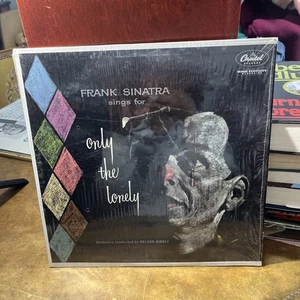 Capitol
FRANK SINATRA
sings for
only
the
lonely
Orchestra conducted by NELSON RIDDLE